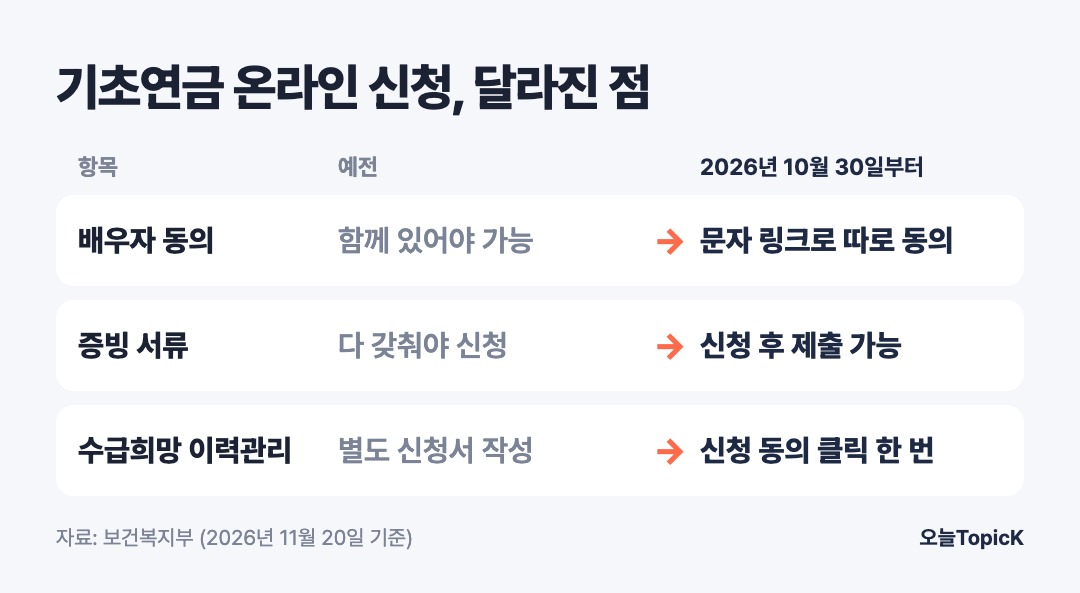 기초연금 온라인 신청, 달라진 점
항목 예전 2026년 10월 30일부터
배우자 동의 함께 있어야 가능 → 문자 링크로 따로 동의
증빙 서류 다 갖춰야 신청 → 신청 후 제출 가능
수급희망 이력관리 별도 신청서 작성 → 신청 동의 클릭 한 번
자료: 보건복지부 (2026년 11월 20일 기준) 오늘TopicK